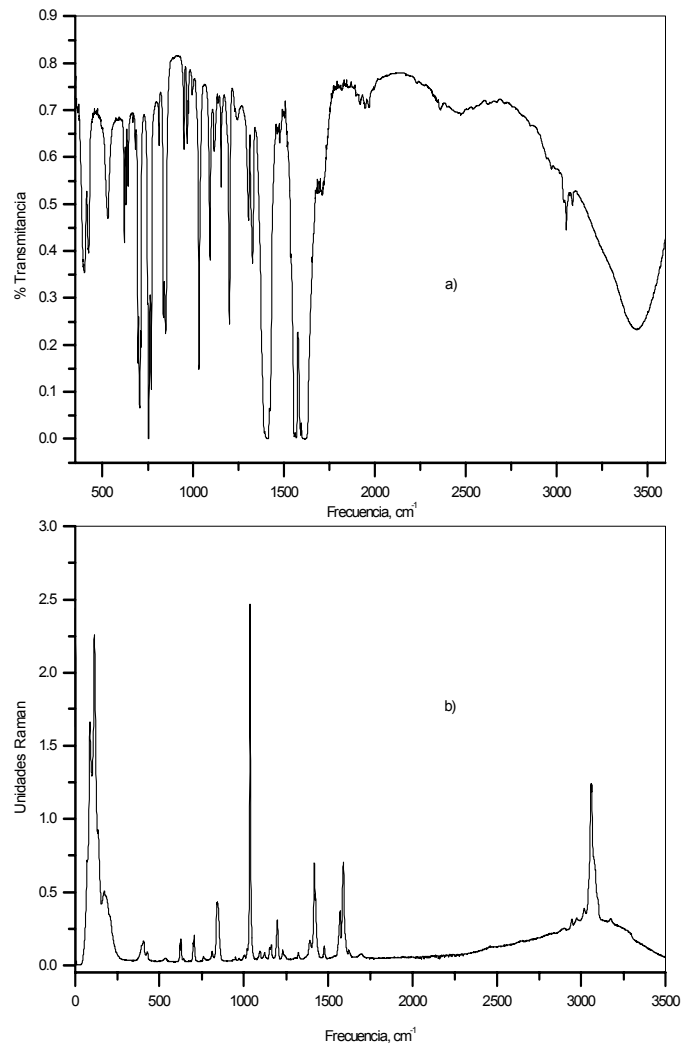 0.9
0.8
0.7
0.6
0.5
0.4
0.3
0.2
0.1
0.0
% Transmitancia
a)
500 1000 1500 2000 2500 3000 3500
Frecuencia, cm-1
3.0
2.5
2.0
1.5
1.0
0.5
0.0
Unidades Raman
b)
0 500 1000 1500 2000 2500 3000 3500
Frecuencia, cm-1